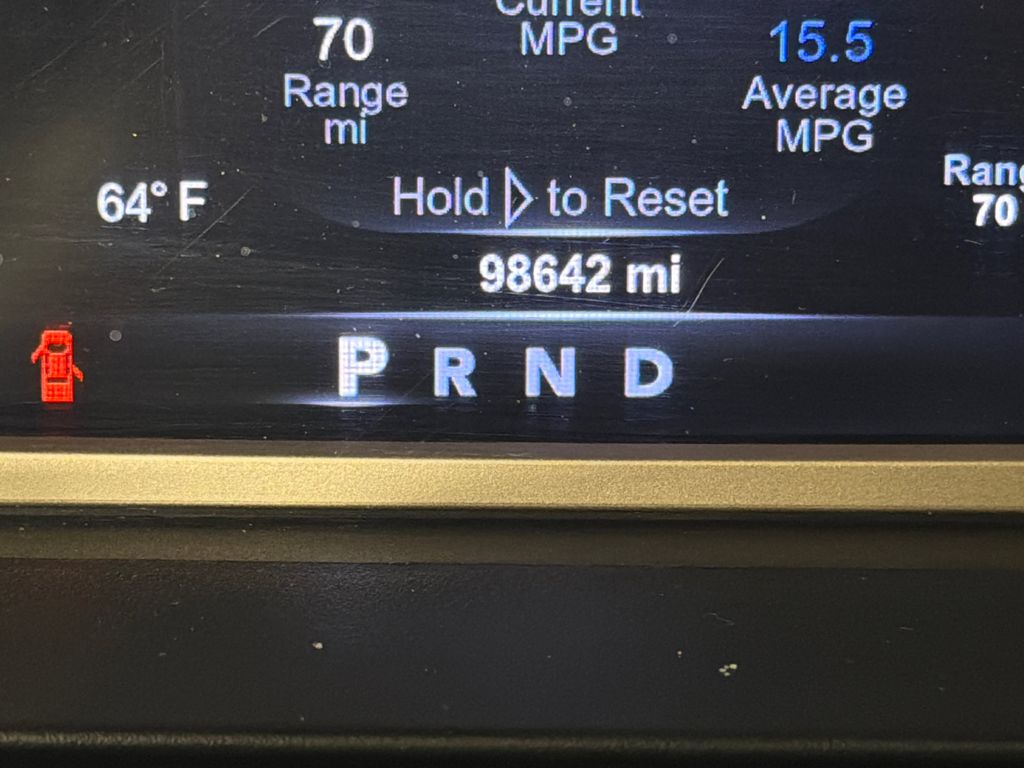 Current
MPG
70
Range
mi
15.5
Average
MPG
64° F
Hold to Reset
Rang
70
98642 mi
P R N D